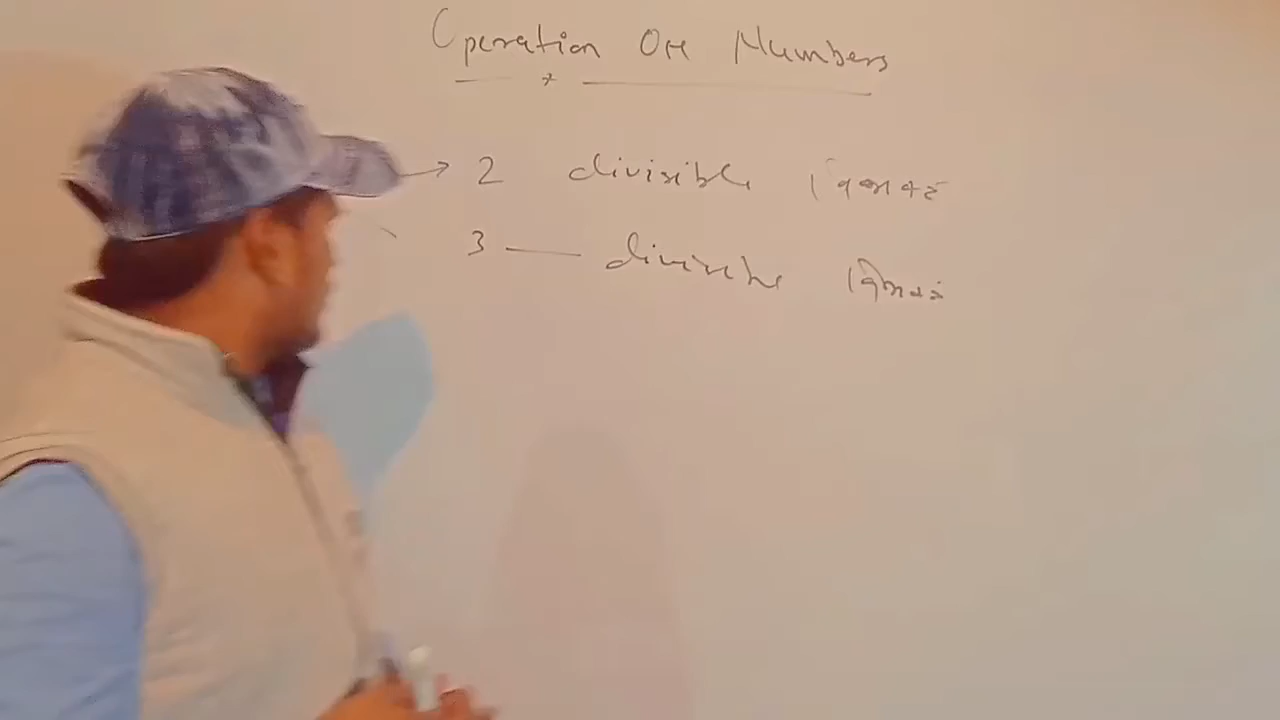 Operation On Numbers
2 divisible
3 — divisible